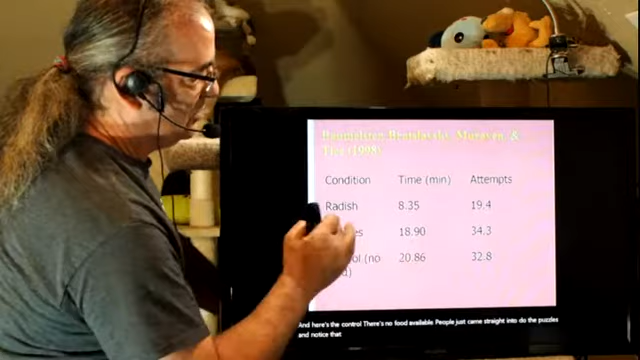 Baumeister, Bratslavsky, Muraven, &
Tice (1998)
Condition Time (min) Attempts
Radish 8.35 19.4
18.90 34.3
20.86 32.8
And here's the control There's no food available. People just came straight into do the puzzles
and notice that